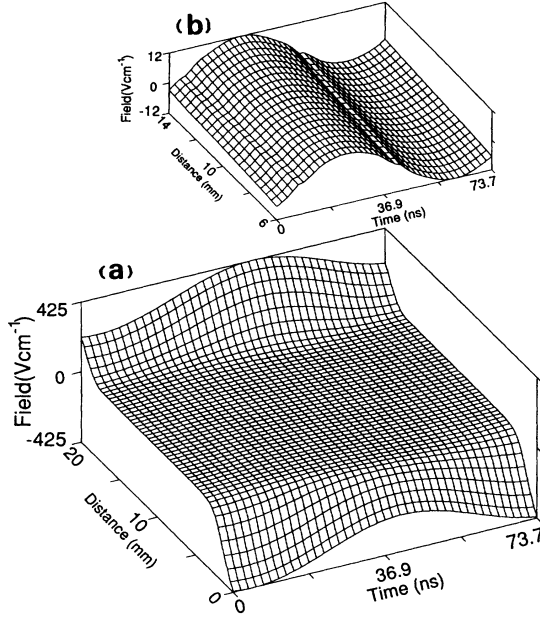 (b)
12
0
-12
Field(Vcm-1)
14
10
6
Distance (mm)
0
36.9
73.7
Time (ns)
(a)
425
0
-425
Field(Vcm-1)
20
10
0
Distance (mm)
0
36.9
73.7
Time (ns)